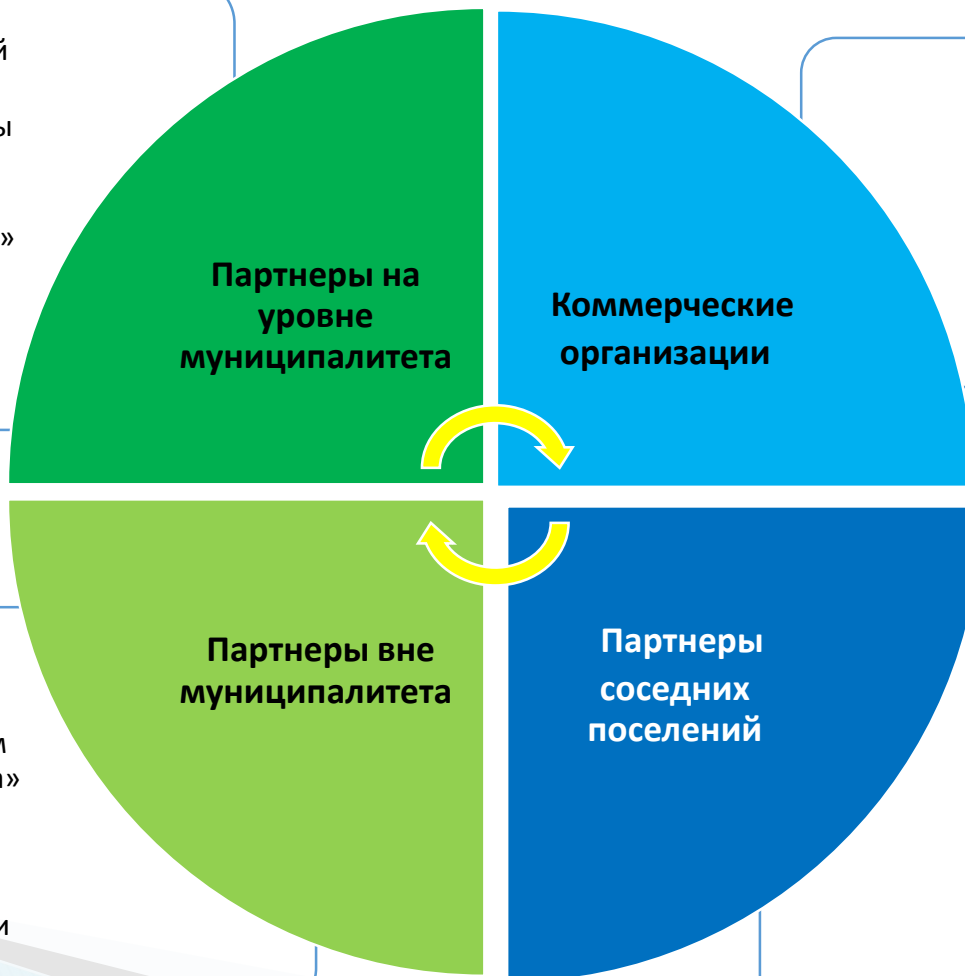 й
ы
»
Партнеры на
уровне
муниципалитета
Коммерческие
организации
Партнеры вне
муниципалитета
Партнеры
соседних
поселений
»
и